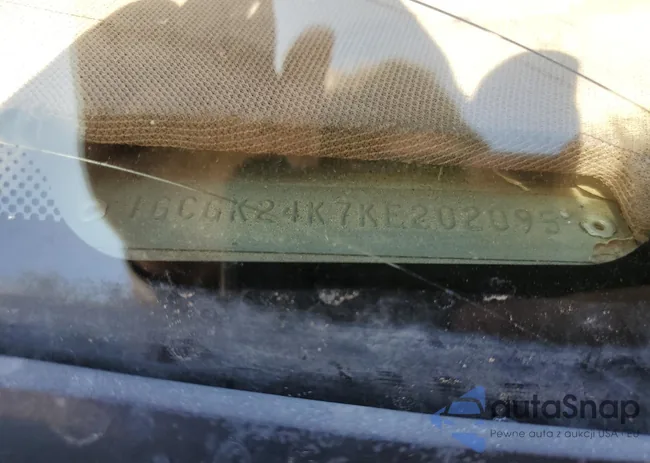 1GCGK24K7KE202095
autaSnap
Pewne auta z aukcji USA - EU